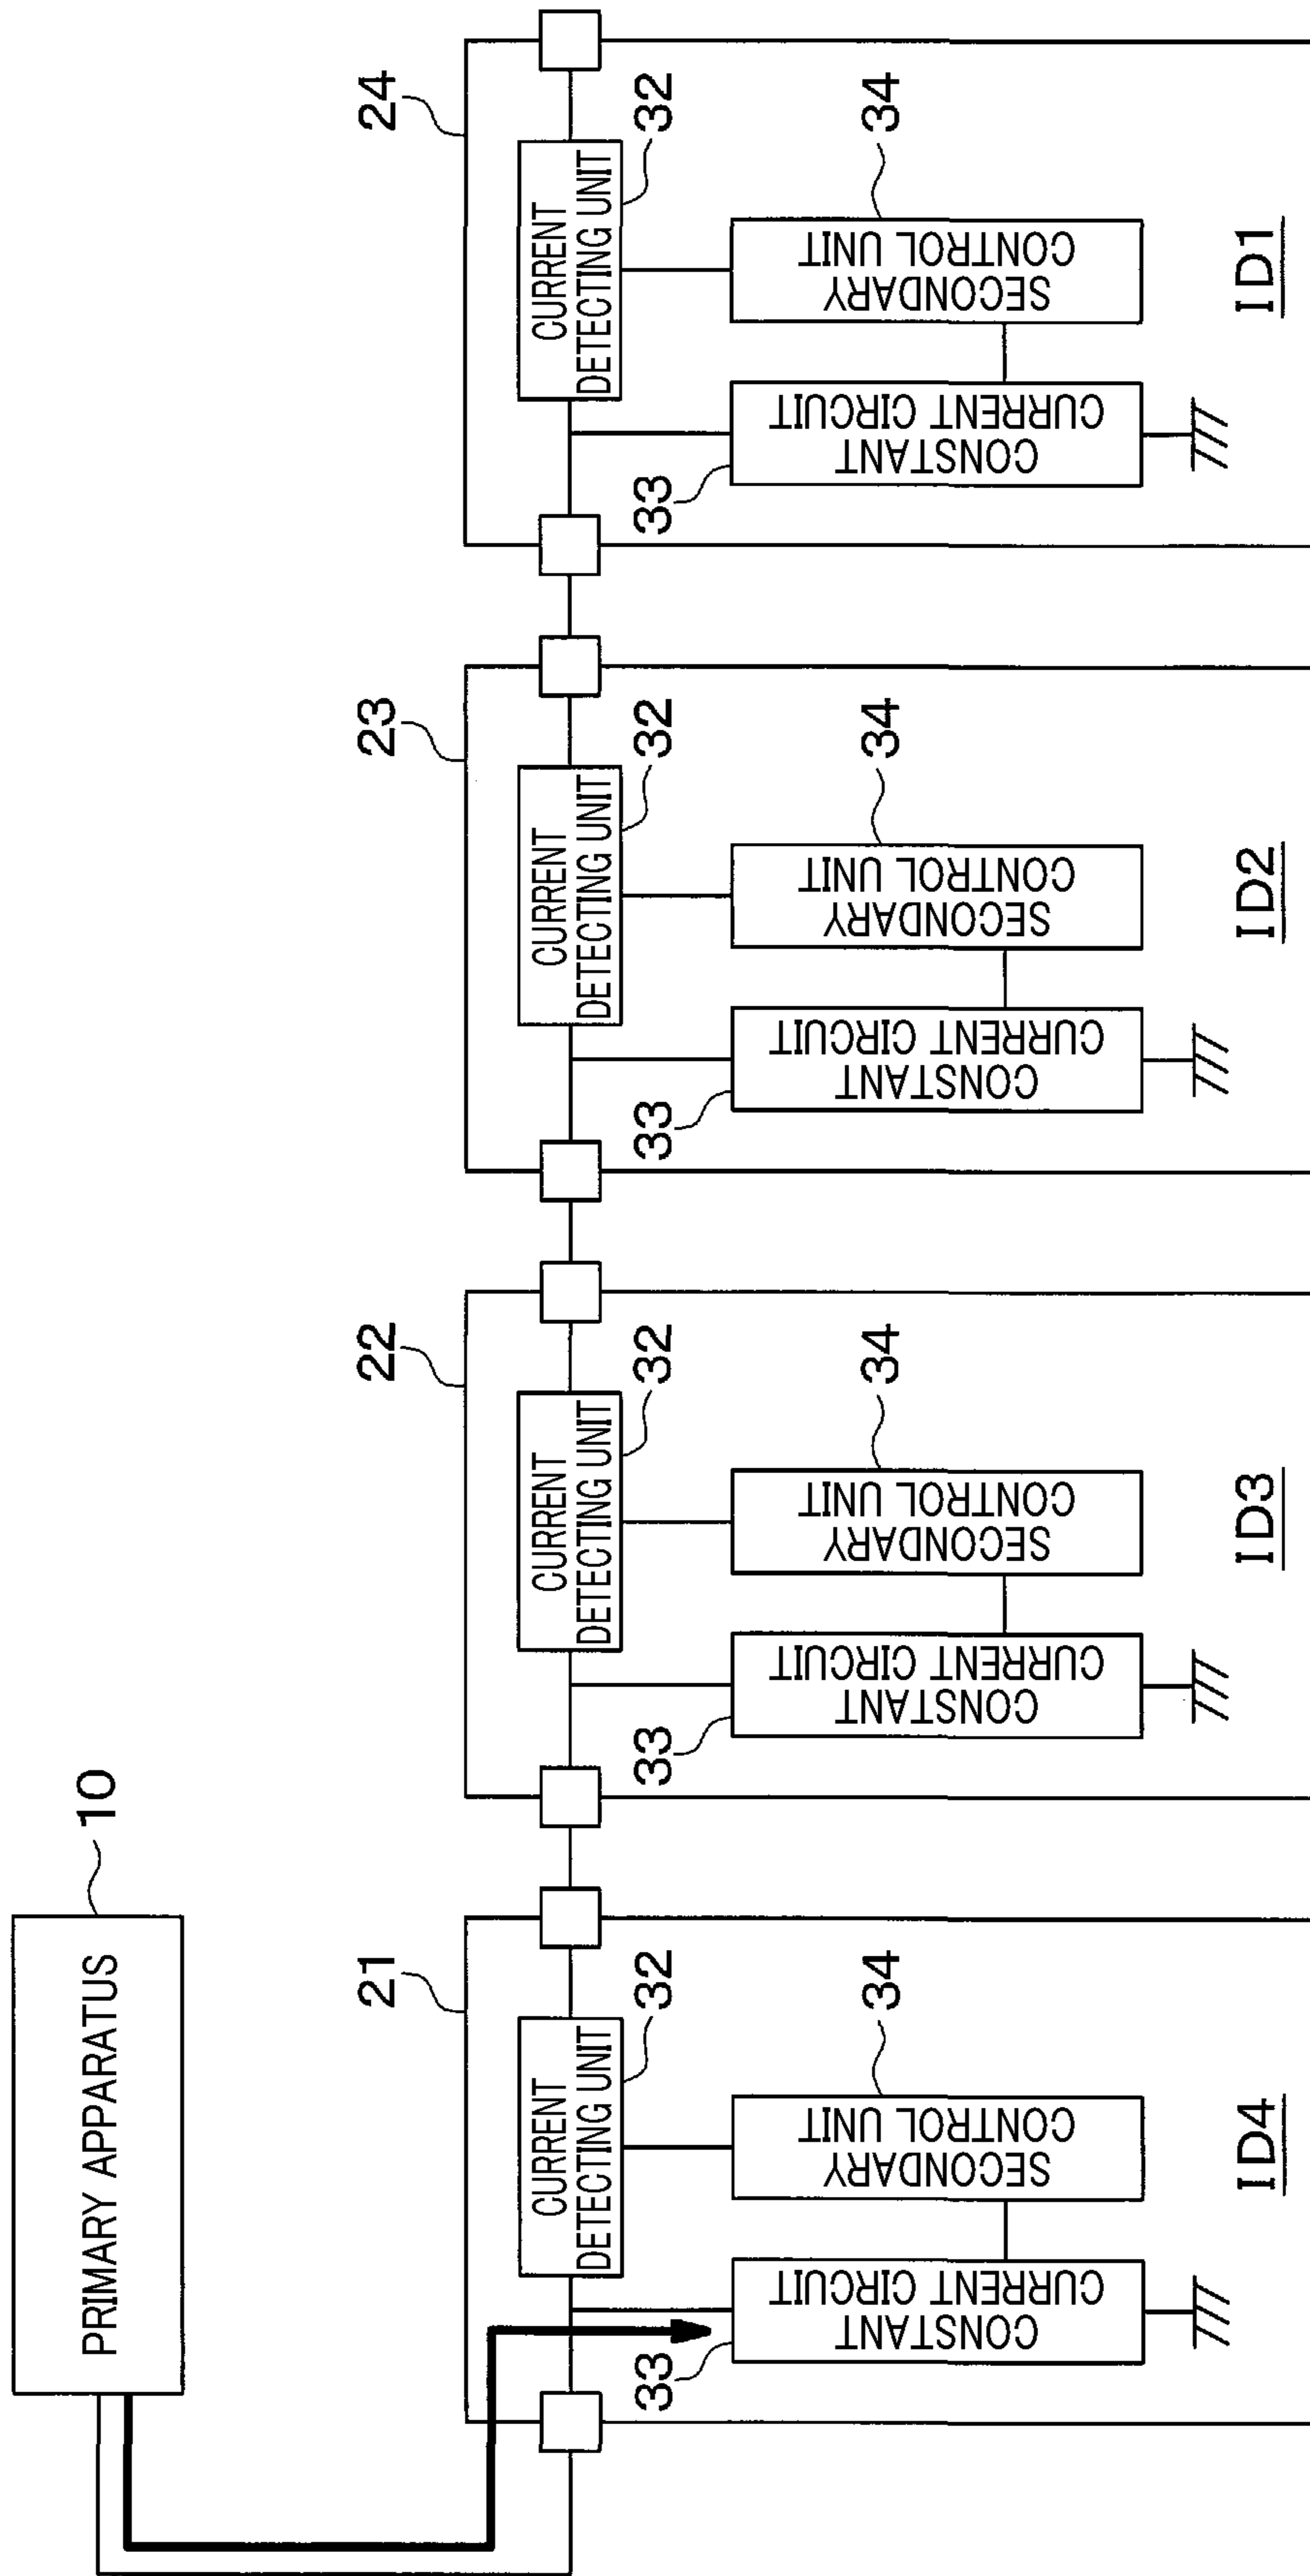 PRIMARY APPARATUS
10
21
CURRENT
DETECTING UNIT
32
33
CONSTANT
CURRENT CIRCUIT
SECONDARY
CONTROL UNIT
34
ID4
22
CURRENT
DETECTING UNIT
32
33
CONSTANT
CURRENT CIRCUIT
SECONDARY
CONTROL UNIT
34
ID3
23
CURRENT
DETECTING UNIT
32
33
CONSTANT
CURRENT CIRCUIT
SECONDARY
CONTROL UNIT
34
ID2
24
CURRENT
DETECTING UNIT
32
33
CONSTANT
CURRENT CIRCUIT
SECONDARY
CONTROL UNIT
34
ID1